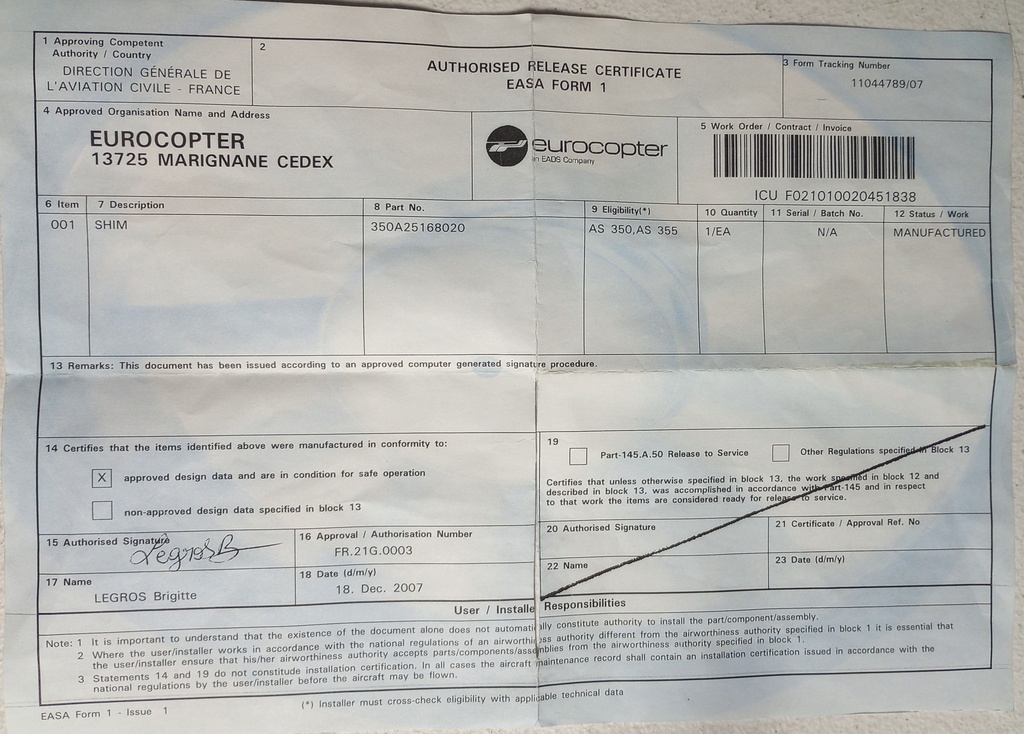 1 Approving Competent
Authority / Country
DIRECTION GÉNÉRALE DE
L'AVIATION CIVILE - FRANCE
2
AUTHORISED RELEASE CERTIFICATE
EASA FORM 1
3 Form Tracking Number
11044789/07
4 Approved Organisation Name and Address
EUROCOPTER
13725 MARIGNANE CEDEX
eurocopter
an EADS Company
5 Work Order / Contract / Invoice
ICU F021010020451838
6 Item
7 Description
8 Part No.
9 Eligibility(*)
10 Quantity
11 Serial / Batch No.
12 Status / Work
001
SHIM
350A25168020
AS 350,AS 355
1/EA
N/A
MANUFACTURED
13 Remarks: This document has been issued according to an approved computer generated signature procedure.
14 Certifies that the items identified above were manufactured in conformity to:
X approved design data and are in condition for safe operation
non-approved design data specified in block 13
15 Authorised Signature
Legros B
16 Approval / Authorisation Number
FR.21G.0003
17 Name
LEGROS Brigitte
18 Date (d/m/y)
18. Dec. 2007
19
Part-145.A.50 Release to Service
Other Regulations specified in Block 13
Certifies that unless otherwise specified in block 13, the work specified in block 12 and
described in block 13, was accomplished in accordance with Part-145 and in respect
to that work the items are considered ready for release to service.
20 Authorised Signature
21 Certificate / Approval Ref. No
22 Name
23 Date (d/m/y)
User / Installe Responsibilities
Note: 1 It is important to understand that the existence of the document alone does not automatically constitute authority to install the part/component/assembly.
2 Where the user/installer works in accordance with the national regulations of an airworthiness authority different from the airworthiness authority specified in block 1 it is essential that
the user/installer ensure that his/her airworthiness authority accepts parts/components/assemblies from the airworthiness authority specified in block 1.
3 Statements 14 and 19 do not constitute installation certification. In all cases the aircraft maintenance record shall contain an installation certification issued in accordance with the
national regulations by the user/installer before the aircraft may be flown.
(*) Installer must cross-check eligibility with applicable technical data
EASA Form 1 - Issue 1